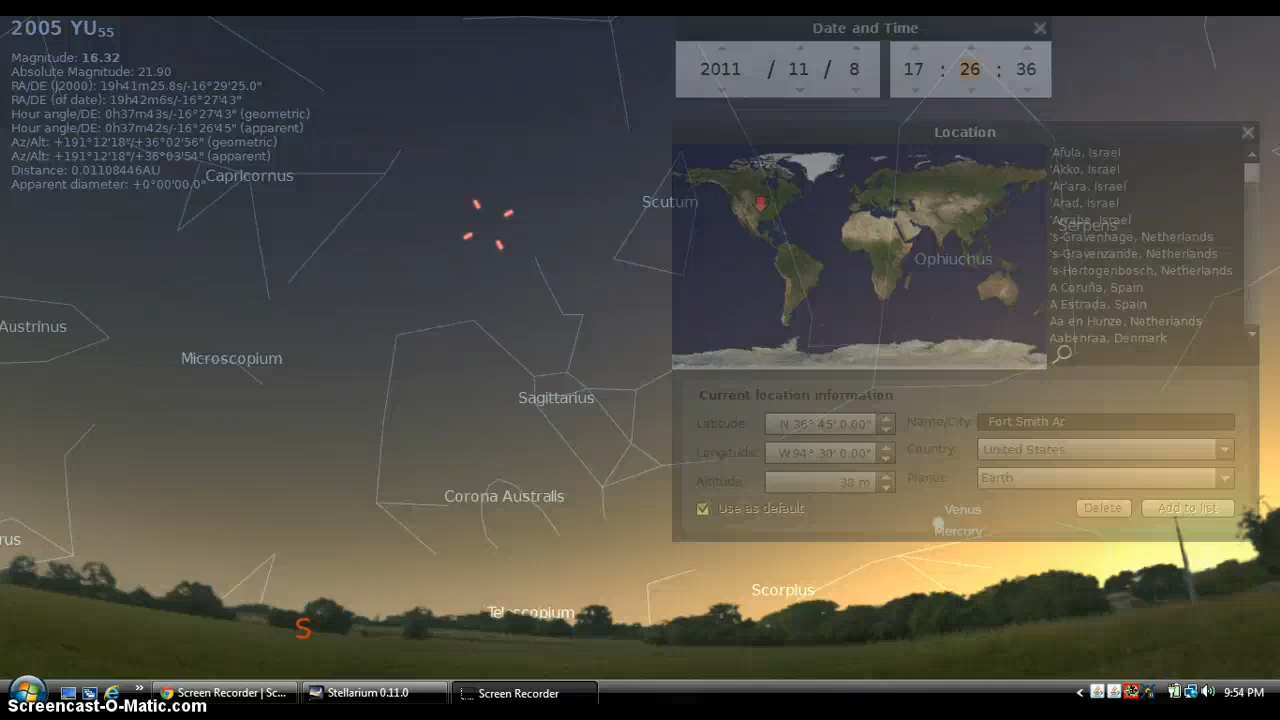 2005 YU55
Magnitude: 16.32
Absolute Magnitude: 21.90
RA/DE (J2000): 19h41m25.8s/-16°29'25.0"
RA/DE (of date): 19h42m6s/-16°27'43"
Hour angle/DE: 0h37m43s/-16°27'43" (geometric)
Hour angle/DE: 0h37m42s/-16°26'45" (apparent)
Az/Alt: +191°12'18"/+36°02'56" (geometric)
Az/Alt: +191°12'18"/+36°03'54" (apparent)
Distance: 0.01108446AU
Apparent diameter: +0°00'00.0"
Capricornus
Scutum
Austrinus
Microscopium
Sagittarius
Corona Australis
rus
Telescopium
Scorpius
S
Date and Time
2011 / 11 / 8 17 : 26 : 36
Location
'Afula, Israel
'Akko, Israel
'Ar'ara, Israel
'Arad, Israel
'Arraba, Israel
Serpens
's-Gravenhage, Netherlands
's-Gravenzande, Netherlands
's-Hertogenbosch, Netherlands
Ophiuchus
A Coruña, Spain
A Estrada, Spain
Aa en Hunze, Netherlands
Aabenraa, Denmark
Current location information
Latitude: N 36° 45' 0.00" Name/City: Fort Smith Ar
Longitude: W 94° 30' 0.00" Country: United States
Altitude: 38 m Planet: Earth
Use as default Delete Add to list
Venus
Mercury
Screen Recorder | Sc... Stellarium 0.11.0 Screen Recorder 9:54 PM
Screencast-O-Matic.com